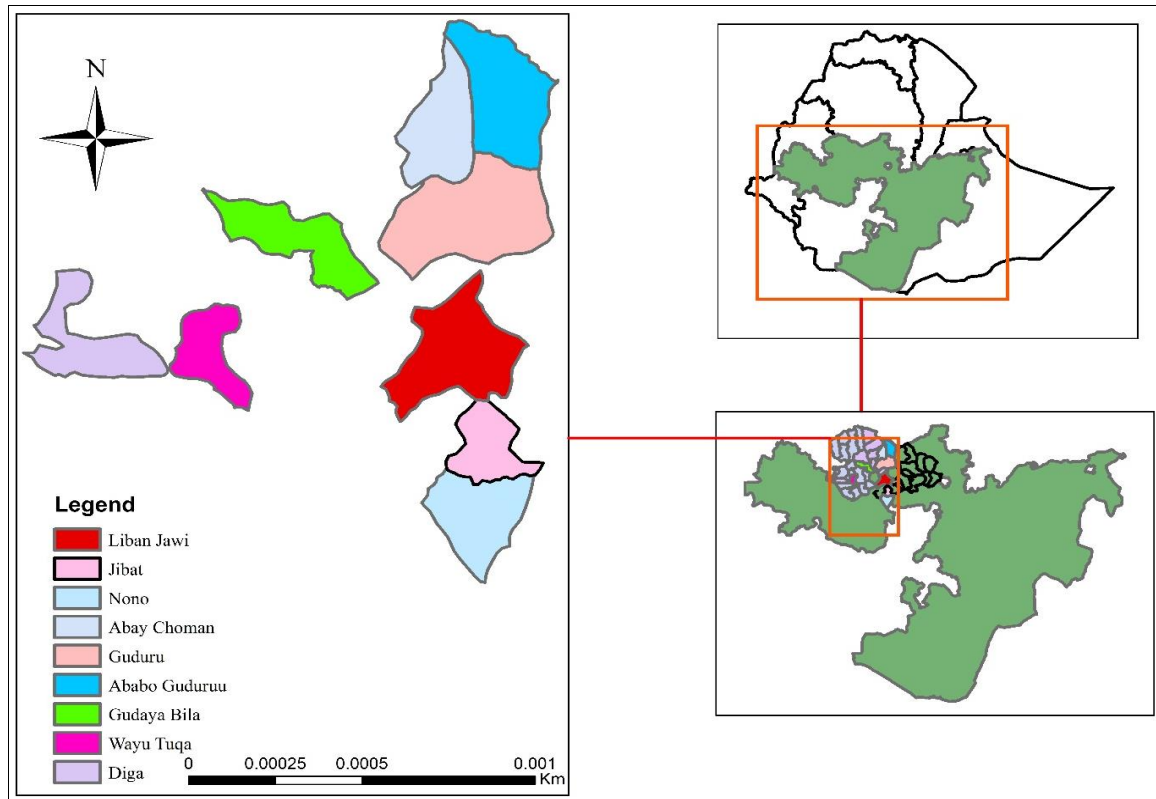 N
Legend
Liban Jawi
Jibat
Nono
Abay Choman
Guduru
Ababo Guduruu
Gudaya Bila
Wayu Tuqa
Diga
0 0.00025 0.0005 0.001
Km